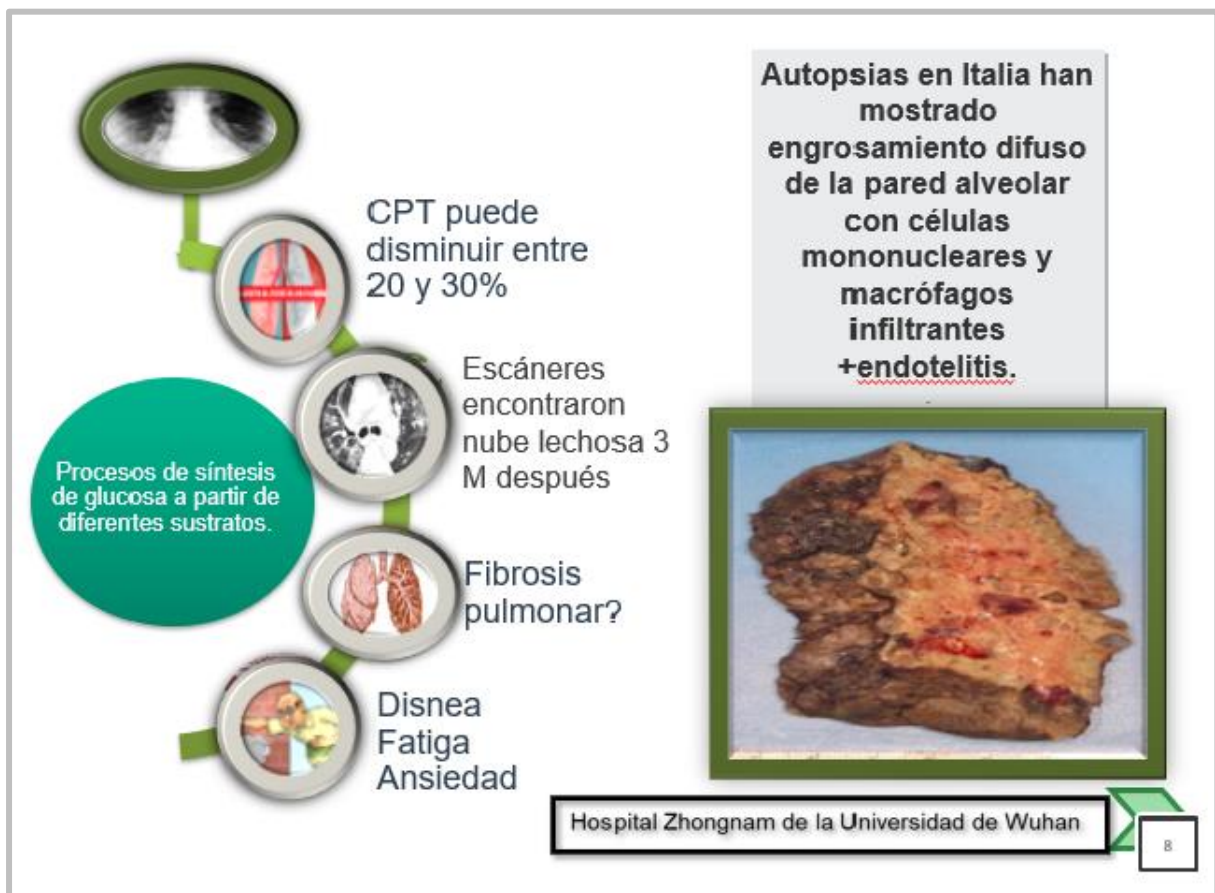 CPT puede
disminuir entre
20 y 30%
Escáneres
encontraron
nube lechosa 3
M después
Procesos de síntesis
de glucosa a partir de
diferentes sustratos.
Fibrosis
pulmonar?
Disnea
Fatiga
Ansiedad
Autopsias en Italia han
mostrado
engrosamiento difuso
de la pared alveolar
con células
mononucleares y
macrófagos
infiltrantes
+endotelitis.
.
Hospital Zhongnam de la Universidad de Wuhan
8